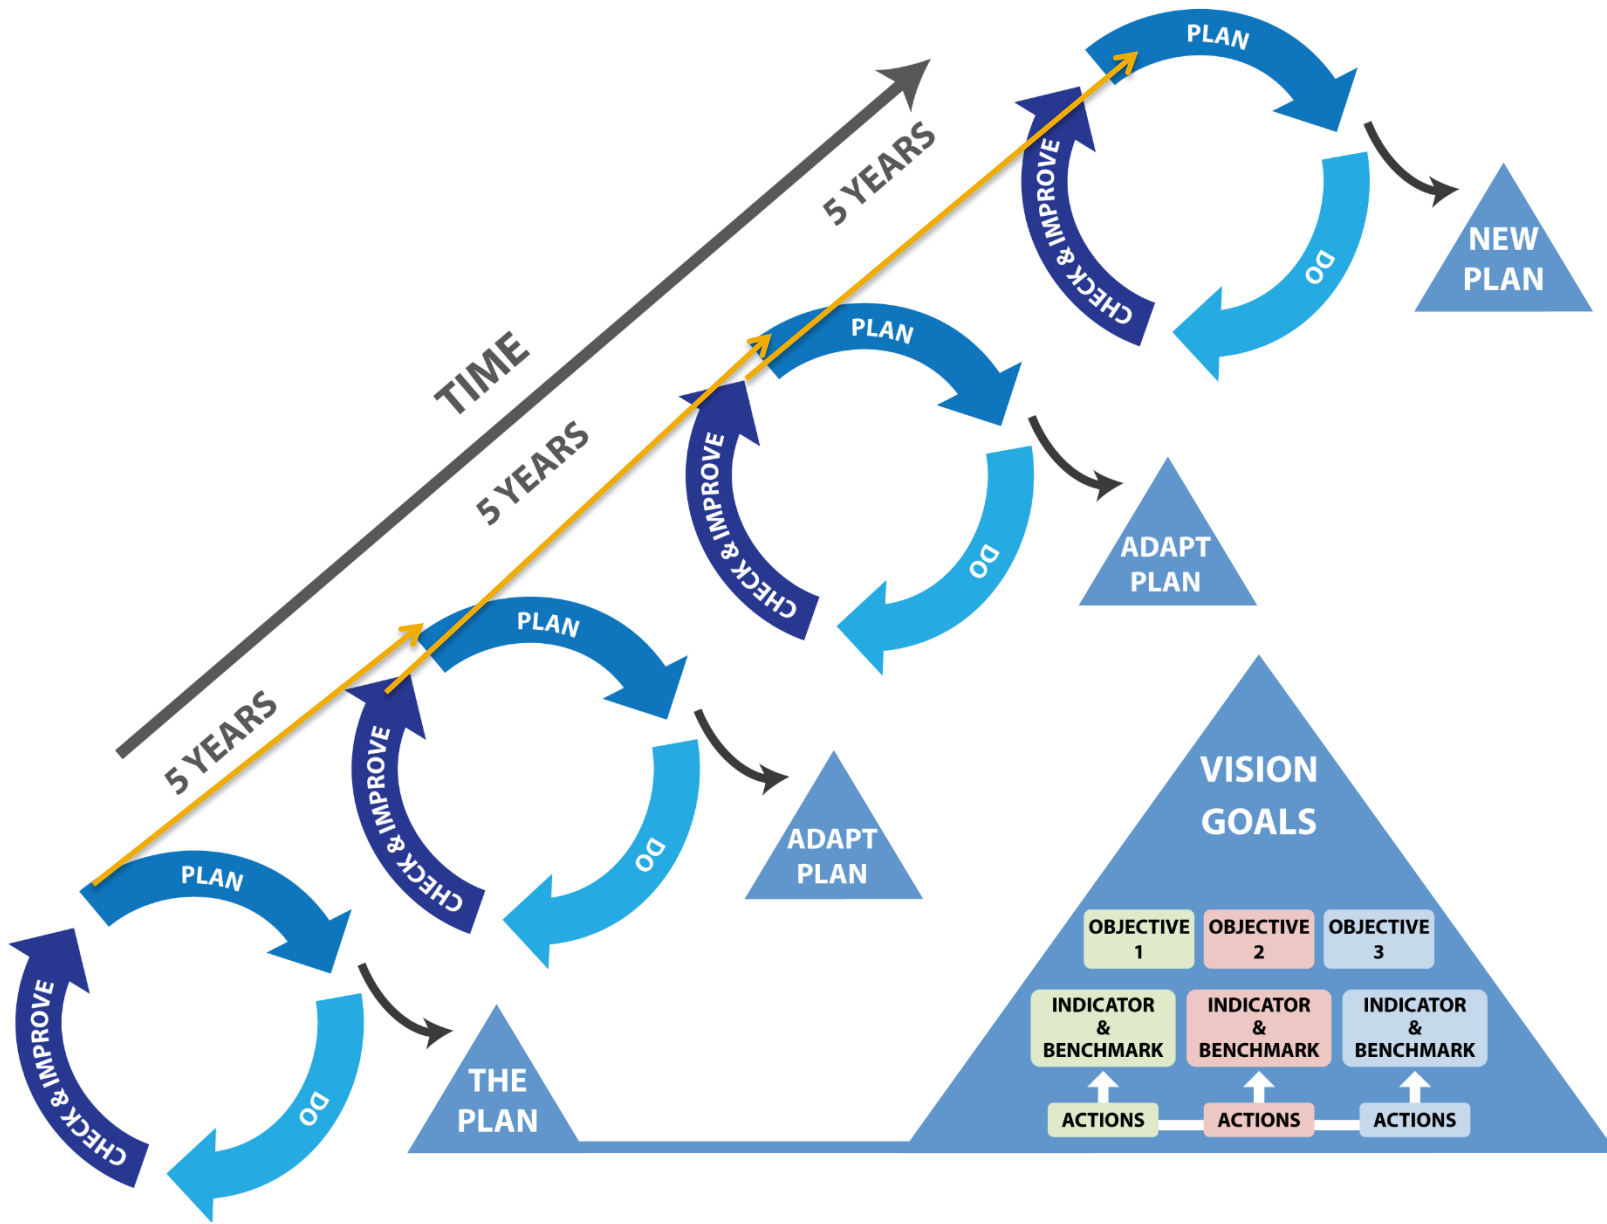 PLAN
DO
CHECK & IMPROVE
NEW
PLAN
5 YEARS
TIME
PLAN
DO
CHECK & IMPROVE
ADAPT
PLAN
5 YEARS
PLAN
DO
CHECK & IMPROVE
ADAPT
PLAN
5 YEARS
PLAN
DO
CHECK & IMPROVE
THE
PLAN
VISION
GOALS
OBJECTIVE
1
OBJECTIVE
2
OBJECTIVE
3
INDICATOR
&
BENCHMARK
INDICATOR
&
BENCHMARK
INDICATOR
&
BENCHMARK
ACTIONS
ACTIONS
ACTIONS